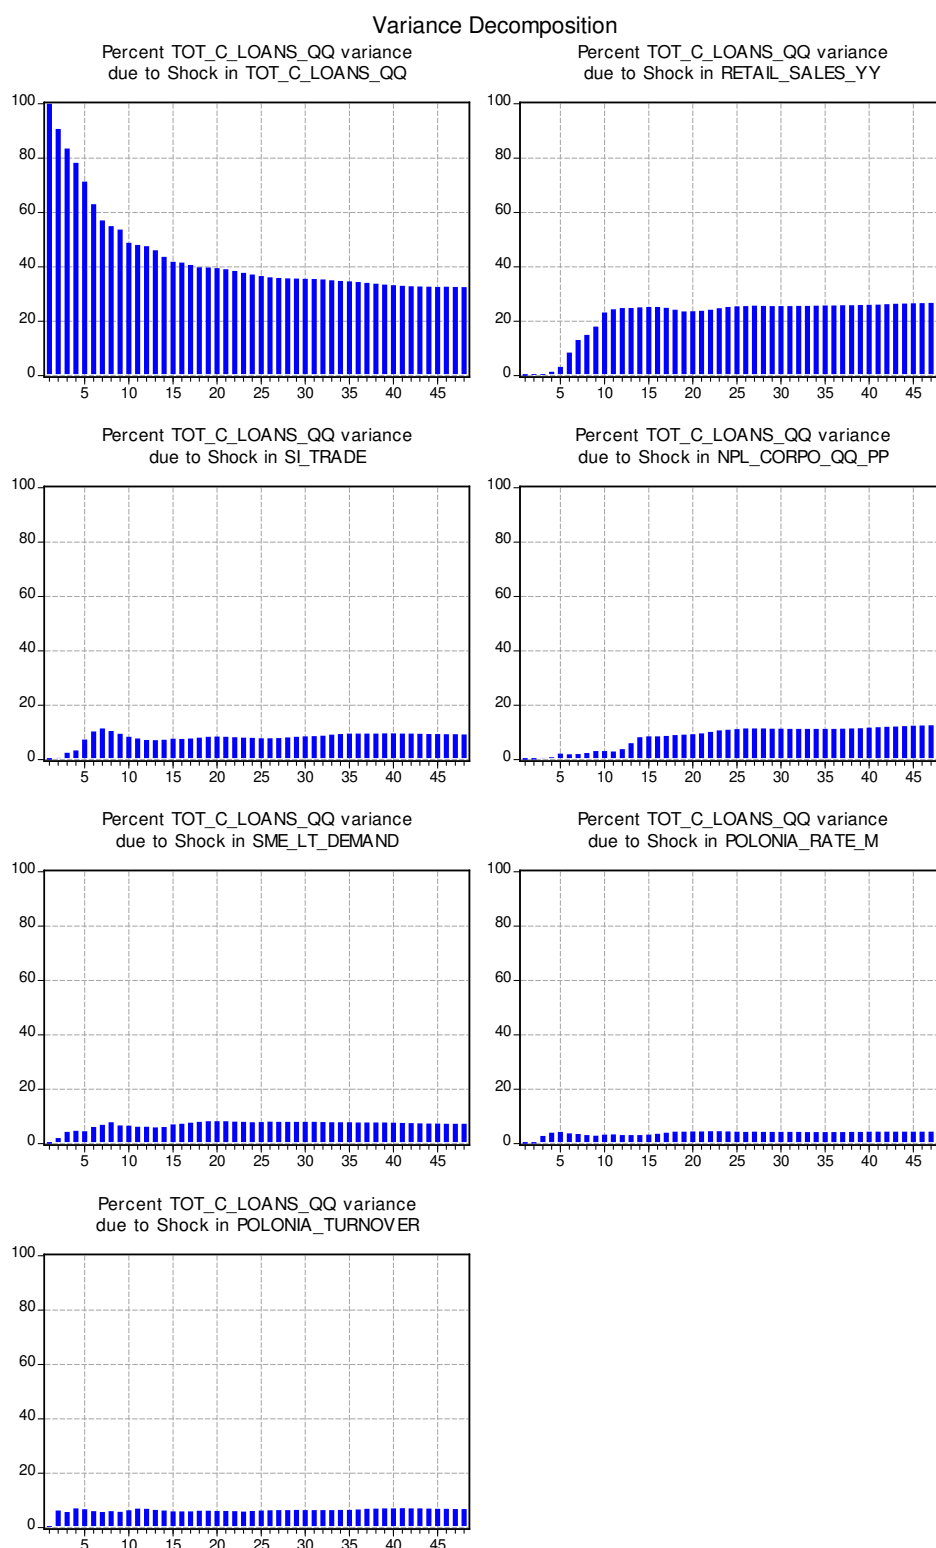 Variance Decomposition
Percent TOT_C_LOANS_QQ variance
due to Shock in TOT_C_LOANS_QQ
100
80
60
40
20
0
5 10 15 20 25 30 35 40 45
Percent TOT_C_LOANS_QQ variance
due to Shock in RETAIL_SALES_YY
100
80
60
40
20
0
5 10 15 20 25 30 35 40 45
Percent TOT_C_LOANS_QQ variance
due to Shock in SI_TRADE
100
80
60
40
20
0
5 10 15 20 25 30 35 40 45
Percent TOT_C_LOANS_QQ variance
due to Shock in NPL_CORPO_QQ_PP
100
80
60
40
20
0
5 10 15 20 25 30 35 40 45
Percent TOT_C_LOANS_QQ variance
due to Shock in SME_LT_DEMAND
100
80
60
40
20
0
5 10 15 20 25 30 35 40 45
Percent TOT_C_LOANS_QQ variance
due to Shock in POLONIA_RATE_M
100
80
60
40
20
0
5 10 15 20 25 30 35 40 45
Percent TOT_C_LOANS_QQ variance
due to Shock in POLONIA_TURNOVER
100
80
60
40
20
0
5 10 15 20 25 30 35 40 45